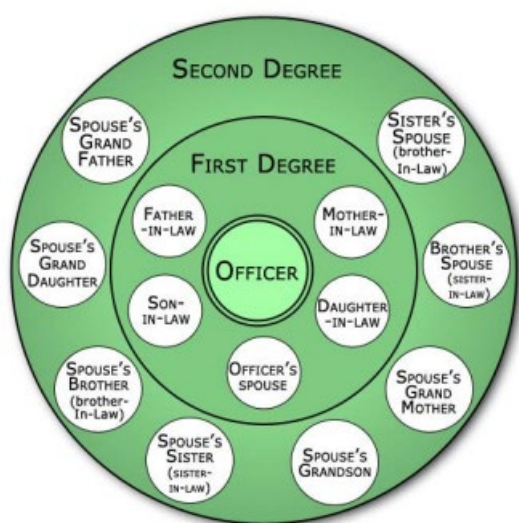 SECOND DEGREE
SPOUSE'S
GRAND
FATHER
SISTER'S
SPOUSE
(brother-
In-Law)
FIRST DEGREE
FATHER
-IN-LAW
MOTHER-
IN-LAW
SPOUSE'S
GRAND
DAUGHTER
OFFICER
BROTHER'S
SPOUSE
(SISTER-
IN-LAW)
SON-
IN-LAW
DAUGHTER
-IN-LAW
SPOUSE'S
BROTHER
(brother-
In-Law)
OFFICER'S
SPOUSE
SPOUSE'S
GRAND
MOTHER
SPOUSE'S
SISTER
(SISTER-
IN-LAW)
SPOUSE'S
GRANDSON